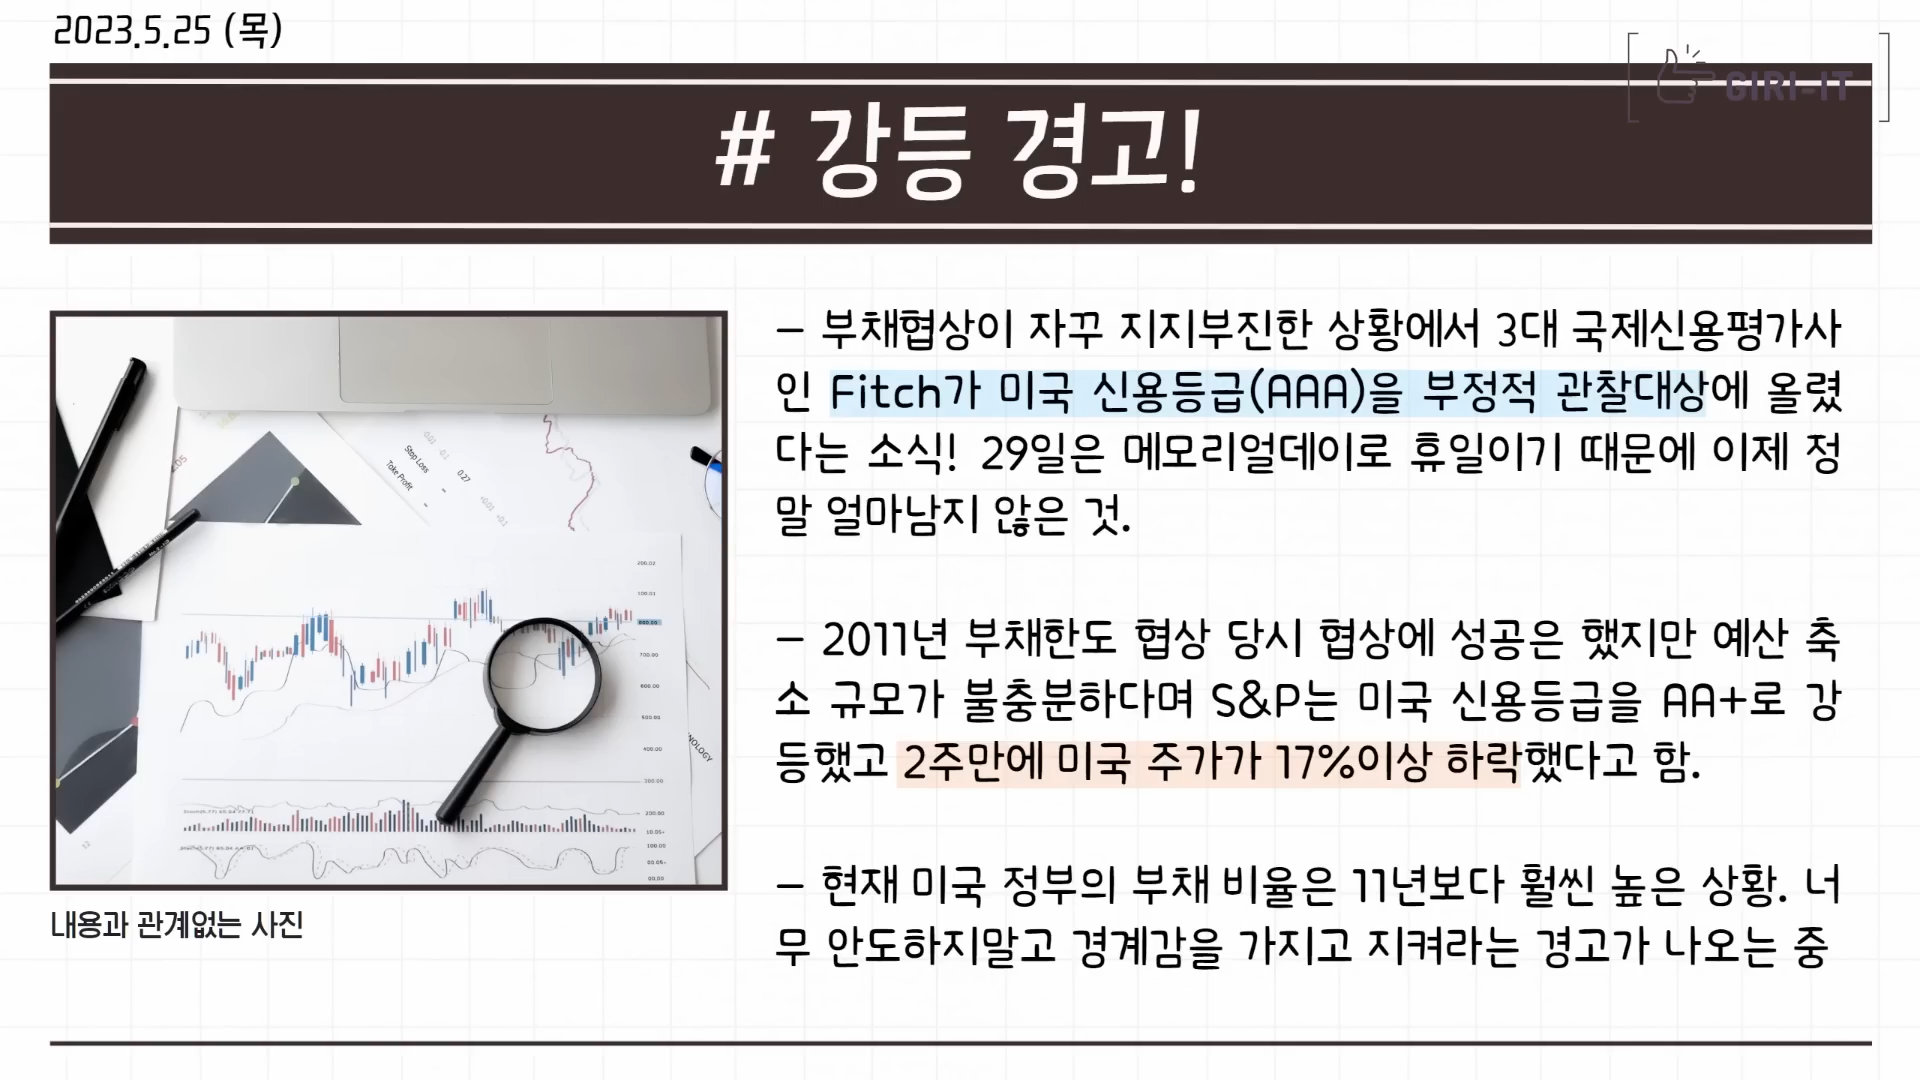 2023.5.25 (목)
GIRI-IT
# 강등 경고!
- 부채협상이 자꾸 지지부진한 상황에서 3대 국제신용평가사
인 Fitch가 미국 신용등급(AAA)을 부정적 관찰대상에 올렸
다는 소식! 29일은 메모리얼데이로 휴일이기 때문에 이제 정
말 얼마남지 않은 것.
- 2011년 부채한도 협상 당시 협상에 성공은 했지만 예산 축
소 규모가 불충분하다며 S&P는 미국 신용등급을 AA+로 강
등했고 2주만에 미국 주가가 17%이상 하락했다고 함.
- 현재 미국 정부의 부채 비율은 11년보다 훨씬 높은 상황. 너
무 안도하지말고 경계감을 가지고 지켜라는 경고가 나오는 중
Stop Loss
Take Profit
0.27
내용과 관계없는 사진